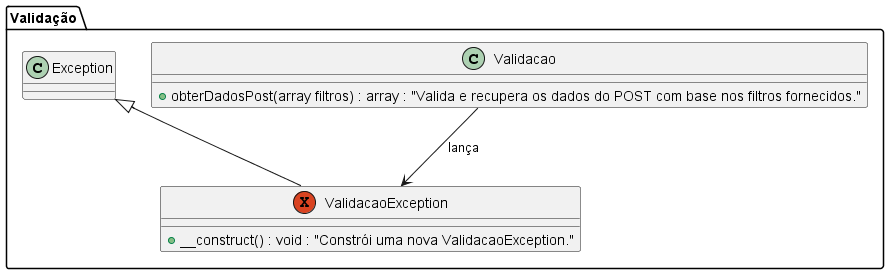 Validação
C Exception
C Validacao
obterDadosPost(array filtros) : array : "Valida e recupera os dados do POST com base nos filtros fornecidos."
lança
X ValidacaoException
__construct() : void : "Constrói uma nova ValidacaoException."